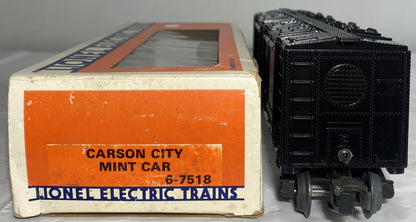 CARSON CITY
MINT CAR
6-7518
LIONEL ELECTRIC TRAINS